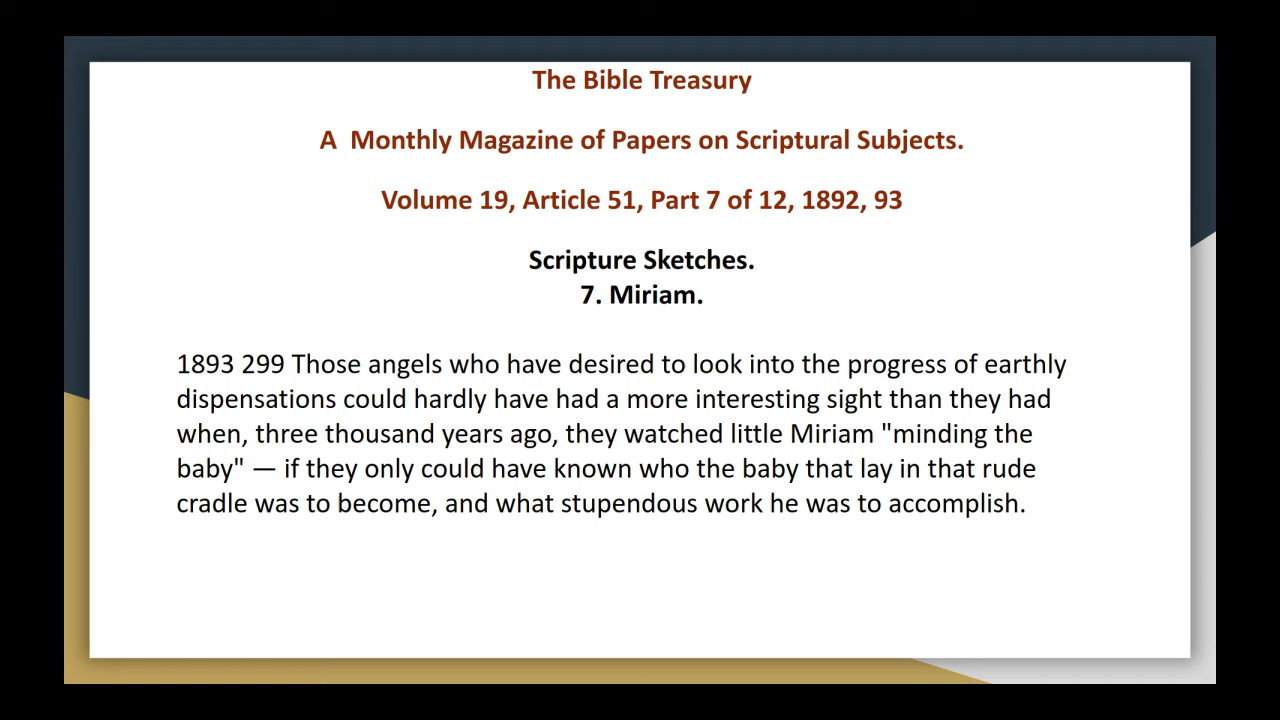 The Bible Treasury
A  Monthly Magazine of Papers on Scriptural Subjects.
Volume 19, Article 51, Part 7 of 12, 1892, 93
Scripture Sketches.
7. Miriam.
1893 299 Those angels who have desired to look into the progress of earthly
dispensations could hardly have had a more interesting sight than they had
when, three thousand years ago, they watched little Miriam "minding the
baby" — if they only could have known who the baby that lay in that rude
cradle was to become, and what stupendous work he was to accomplish.